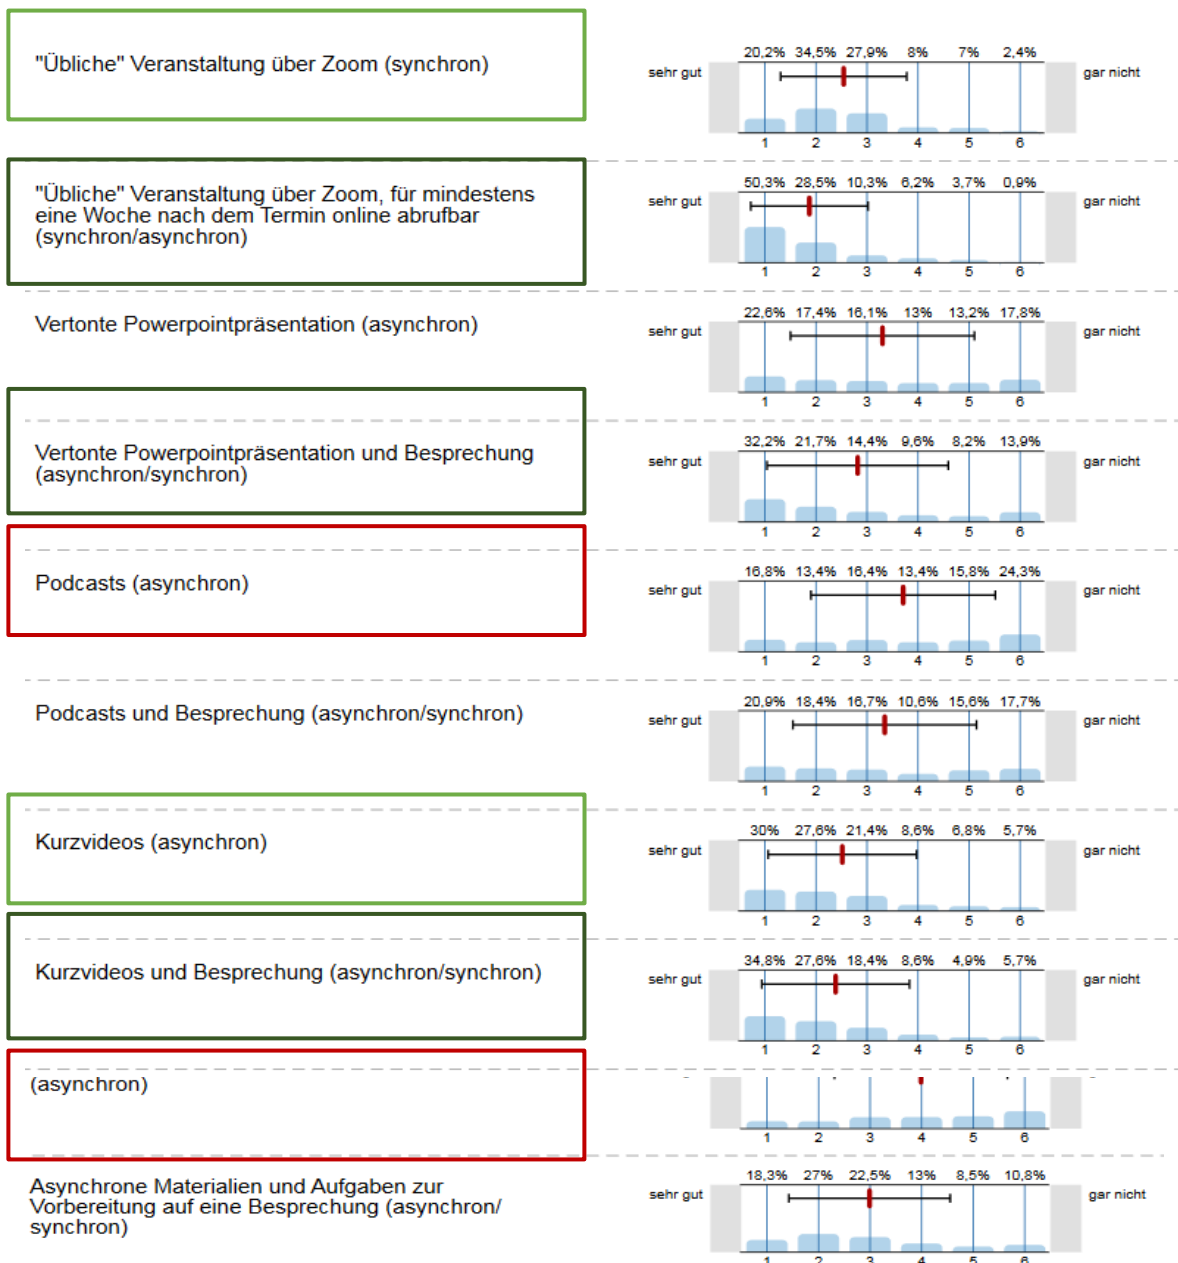 "Übliche" Veranstaltung über Zoom (synchron)
20,2% 34,5% 27,9% 8% 7% 2,4%
sehr gut gar nicht
1 2 3 4 5 6
"Übliche" Veranstaltung über Zoom, für mindestens
eine Woche nach dem Termin online abrufbar
(synchron/asynchron)
50,3% 28,5% 10,3% 6,2% 3,7% 0,9%
sehr gut gar nicht
1 2 3 4 5 6
Vertonte Powerpointpräsentation (asynchron)
22,6% 17,4% 16,1% 13% 13,2% 17,8%
sehr gut gar nicht
1 2 3 4 5 6
Vertonte Powerpointpräsentation und Besprechung
(asynchron/synchron)
32,2% 21,7% 14,4% 9,6% 8,2% 13,9%
sehr gut gar nicht
1 2 3 4 5 6
Podcasts (asynchron)
16,8% 13,4% 16,4% 13,4% 15,8% 24,3%
sehr gut gar nicht
1 2 3 4 5 6
Podcasts und Besprechung (asynchron/synchron)
20,9% 18,4% 16,7% 10,6% 15,6% 17,7%
sehr gut gar nicht
1 2 3 4 5 6
Kurzvideos (asynchron)
30% 27,6% 21,4% 8,6% 6,8% 5,7%
sehr gut gar nicht
1 2 3 4 5 6
Kurzvideos und Besprechung (asynchron/synchron)
34,8% 27,6% 18,4% 8,6% 4,9% 5,7%
sehr gut gar nicht
1 2 3 4 5 6
(asynchron)
1 2 3 4 5 6
Asynchrone Materialien und Aufgaben zur
Vorbereitung auf eine Besprechung (asynchron/
synchron)
18,3% 27% 22,5% 13% 8,5% 10,8%
sehr gut gar nicht
1 2 3 4 5 6